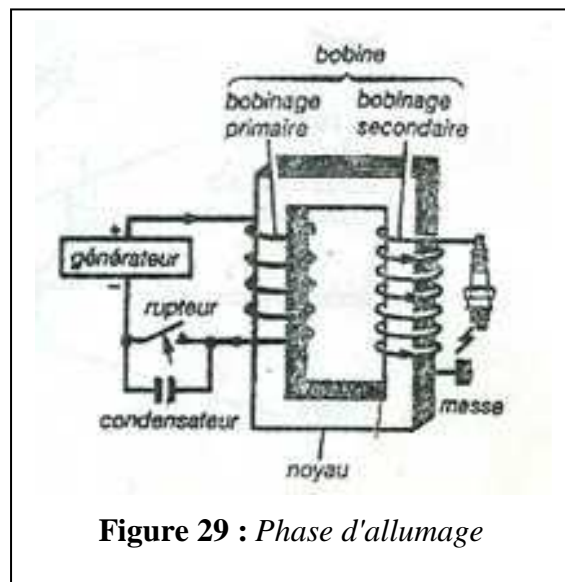 bobine
bobinage primaire
bobinage secondaire
+
générateur
–
rupteur
condensateur
masse
noyau
Figure 29 : Phase d'allumage